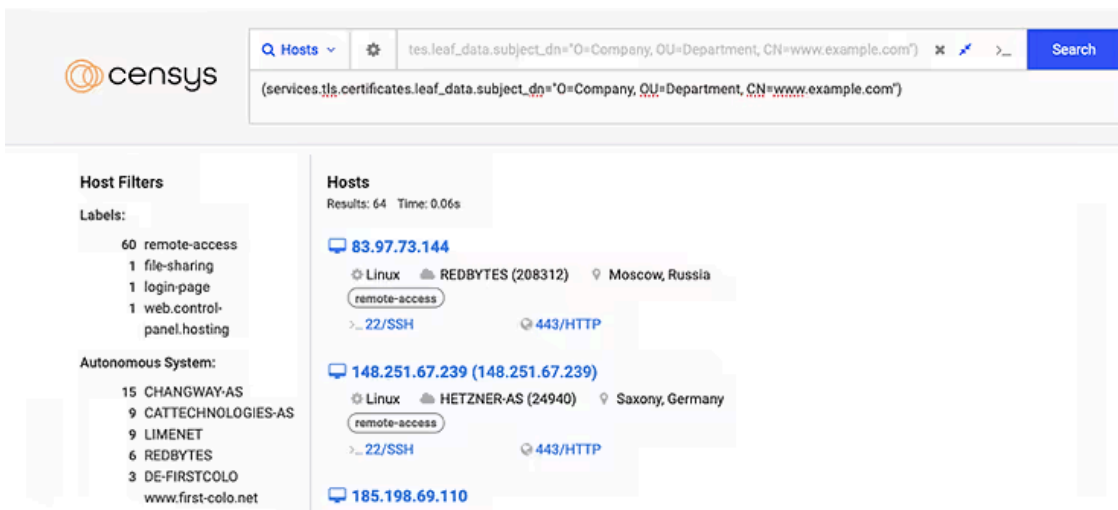 censys
Hosts
tes.leaf_data.subject_dn="O=Company, OU=Department, CN=www.example.com")
>_
Search
(services.tls.certificates.leaf_data.subject_dn="O=Company, OU=Department, CN=www.example.com")
Host Filters
Labels:
60 remote-access
1 file-sharing
1 login-page
1 web.control-
panel.hosting
Autonomous System:
15 CHANGWAY-AS
9 CATTECHNOLOGIES-AS
9 LIMENET
6 REDBYTES
3 DE-FIRSTCOLO
www.first-colo.net
Hosts
Results: 64 Time: 0.06s
83.97.73.144
Linux REDBYTES (208312) Moscow, Russia
remote-access
>_ 22/SSH 443/HTTP
148.251.67.239 (148.251.67.239)
Linux HETZNER-AS (24940) Saxony, Germany
remote-access
>_ 22/SSH 443/HTTP
185.198.69.110